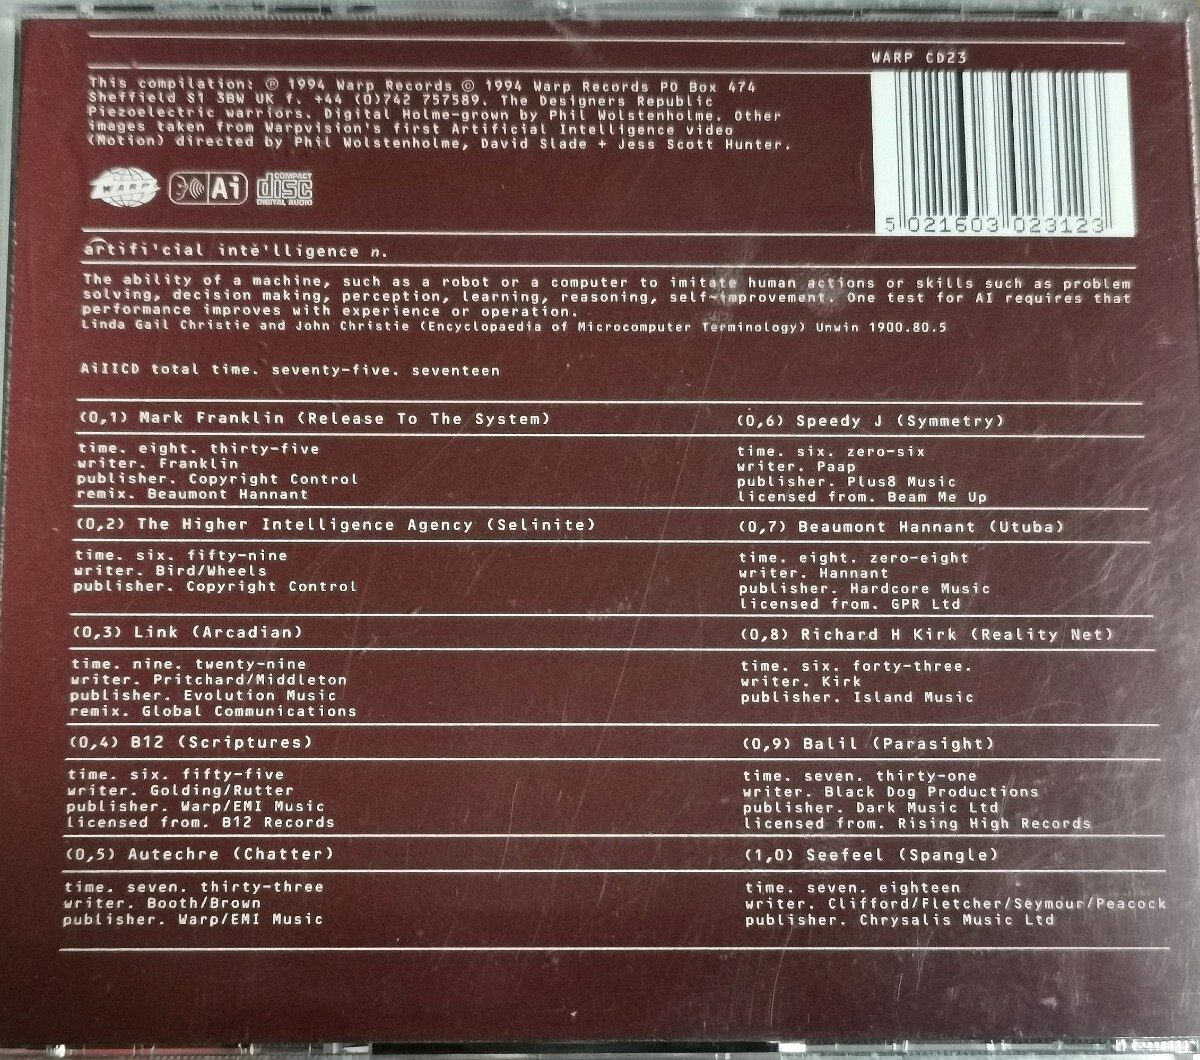 WARP CD23
This compilation: Ⓟ 1994 Warp Records © 1994 Warp Records PO Box 474
Sheffield S1 3BW UK f. +44 (0)742 757589. The Designers Republic
Piezoelectric warriors. Digital Holme-grown by Phil Wolstenholme. Other
images taken from Warpvision's first Artificial Intelligence video
(Motion) directed by Phil Wolstenholme, David Slade + Jess Scott Hunter.
5 021603 023123
WARP
Ai
COMPACT
disc
DIGITAL AUDIO
artifi'cial inte'lligence n.
The ability of a machine, such as a robot or a computer to imitate human actions or skills such as problem
solving, decision making, perception, learning, reasoning, self-improvement. One test for AI requires that
performance improves with experience or operation.
Linda Gail Christie and John Christie (Encyclopaedia of Microcomputer Terminology) Unwin 1900.80.5
AiIICD total time. seventy-five. seventeen
(0,1) Mark Franklin (Release To The System)
time. eight. thirty-five
writer. Franklin
publisher. Copyright Control
remix. Beaumont Hannant
(0,2) The Higher Intelligence Agency (Selinite)
time. six. fifty-nine
writer. Bird/Wheels
publisher. Copyright Control
(0,3) Link (Arcadian)
time. nine. twenty-nine
writer. Pritchard/Middleton
publisher. Evolution Music
remix. Global Communications
(0,4) B12 (Scriptures)
time. six. fifty-five
writer. Golding/Rutter
publisher. Warp/EMI Music
licensed from. B12 Records
(0,5) Autechre (Chatter)
time. seven. thirty-three
writer. Booth/Brown
publisher. Warp/EMI Music
(0,6) Speedy J (Symmetry)
time. six. zero-six
writer. Paap
publisher. Plus8 Music
licensed from. Beam Me Up
(0,7) Beaumont Hannant (Utuba)
time. eight. zero-eight
writer. Hannant
publisher. Hardcore Music
licensed from. GPR Ltd
(0,8) Richard H Kirk (Reality Net)
time. six. forty-three.
writer. Kirk
publisher. Island Music
(0,9) Balil (Parasight)
time. seven. thirty-one
writer. Black Dog Productions
publisher. Dark Music Ltd
licensed from. Rising High Records
(1,0) Seefeel (Spangle)
time. seven. eighteen
writer. Clifford/Fletcher/Seymour/Peacock
publisher. Chrysalis Music Ltd